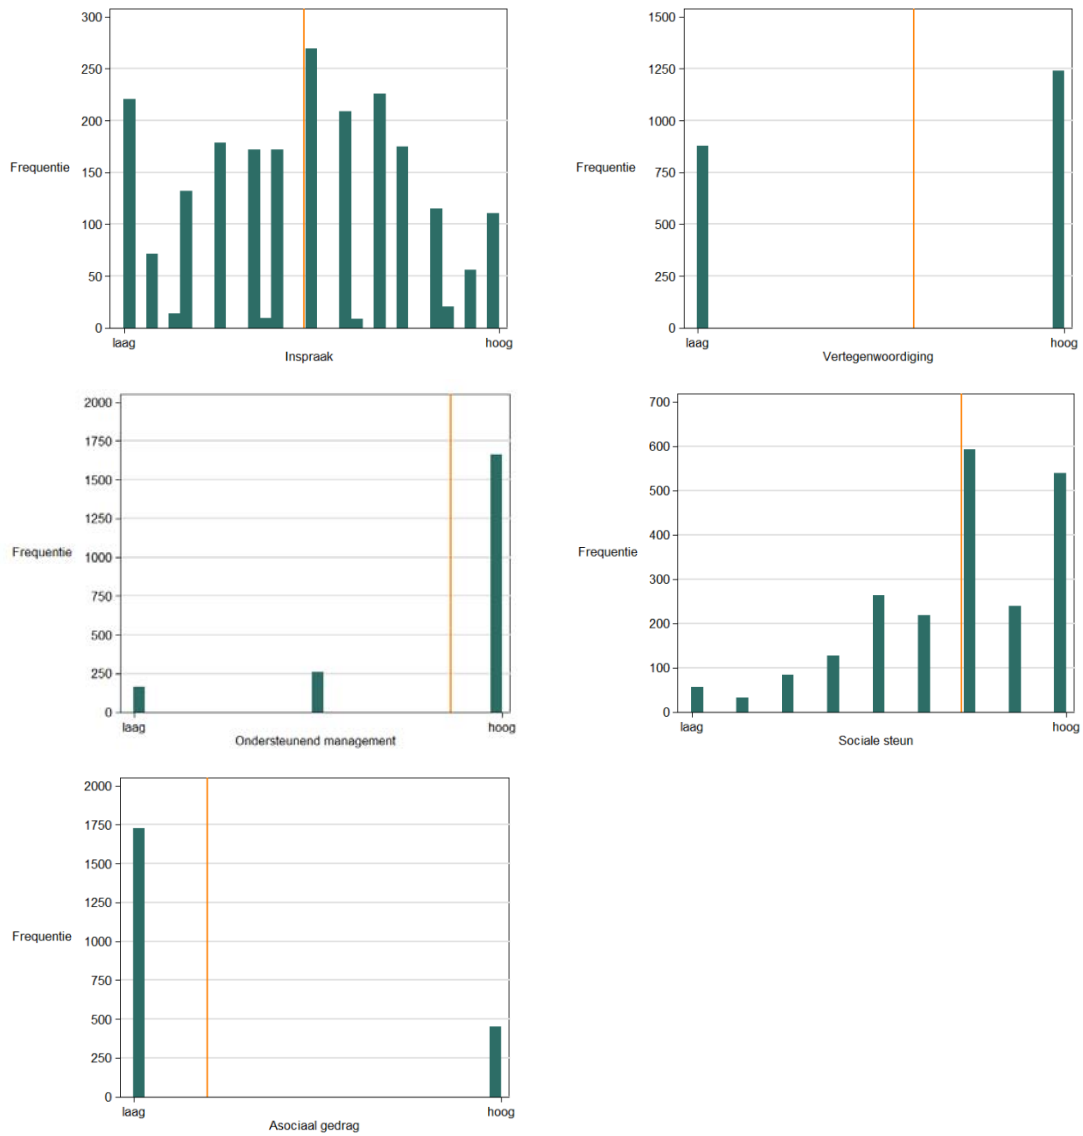 300
250
200
150
100
50
0
Frequentie
laag
hoog
Inspraak
1500
1250
1000
750
500
250
0
Frequentie
laag
hoog
Vertegenwoordiging
2000
1750
1500
1250
1000
750
500
250
0
Frequentie
laag
hoog
Ondersteunend management
700
600
500
400
300
200
100
0
Frequentie
laag
hoog
Sociale steun
2000
1750
1500
1250
1000
750
500
250
0
Frequentie
laag
hoog
Asociaal gedrag